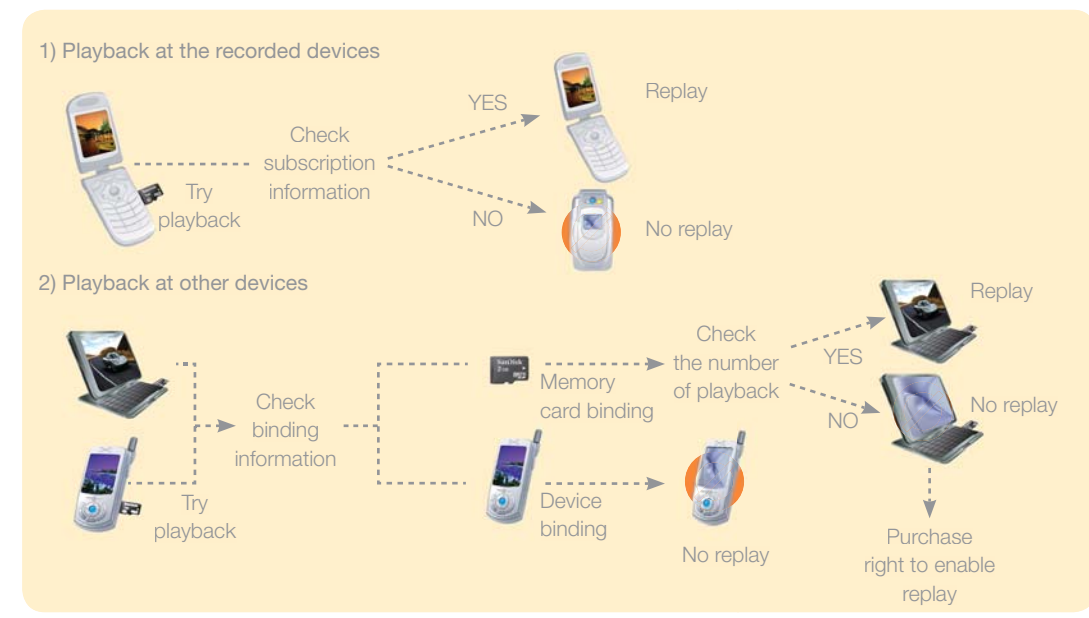 1) Playback at the recorded devices
Try
playback
Check
subscription
information
YES
Replay
NO
No replay
2) Playback at other devices
Try
playback
Check
binding
information
SanDisk
Memory
card binding
Check
the number
of playback
YES
Replay
NO
No replay
Purchase
right to enable
replay
Device
binding
No replay